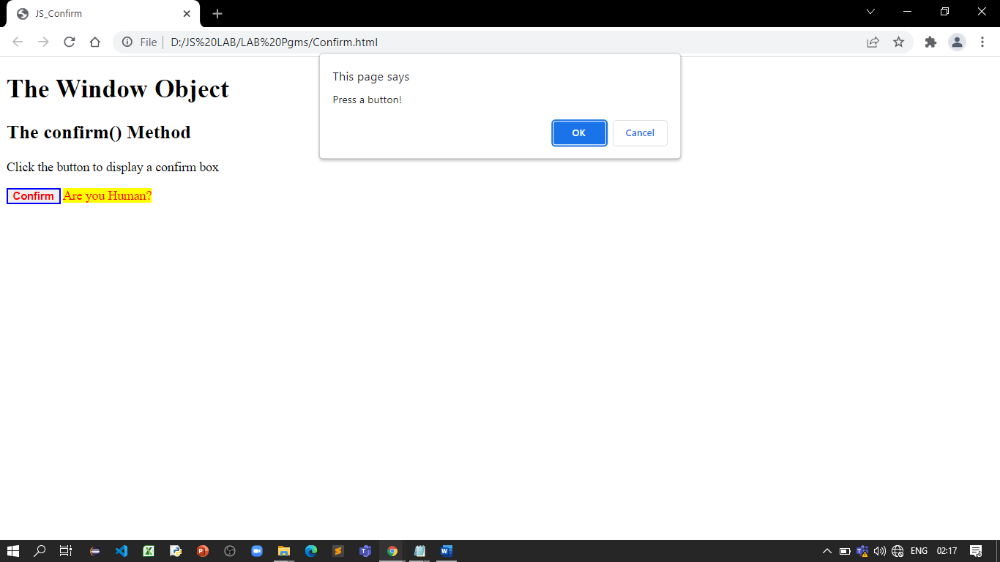 JS_Confirm
File D:/JS%20LAB/LAB%20Pgms/Confirm.html
This page says
Press a button!
OK Cancel
The Window Object
The confirm() Method
Click the button to display a confirm box
Confirm Are you Human?
ENG 02:17